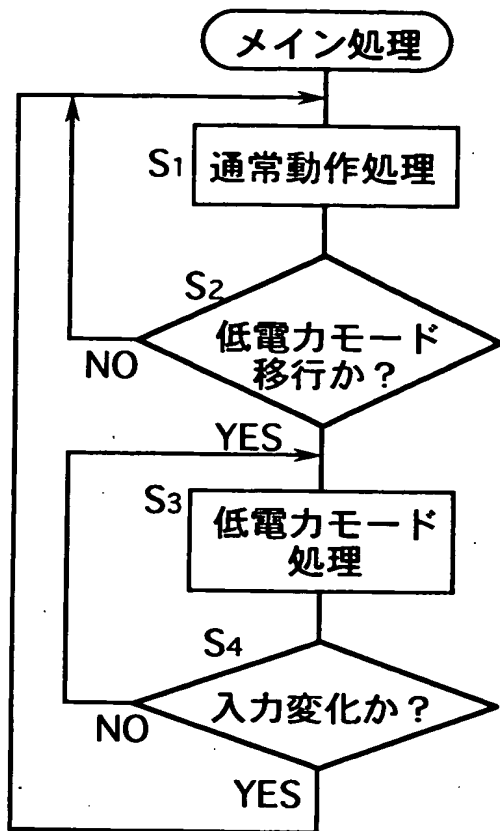 メイン処理
S1
通常動作処理
S2
低電力モード
移行か?
NO
YES
S3
低電力モード
処理
S4
入力変化か?
NO
YES